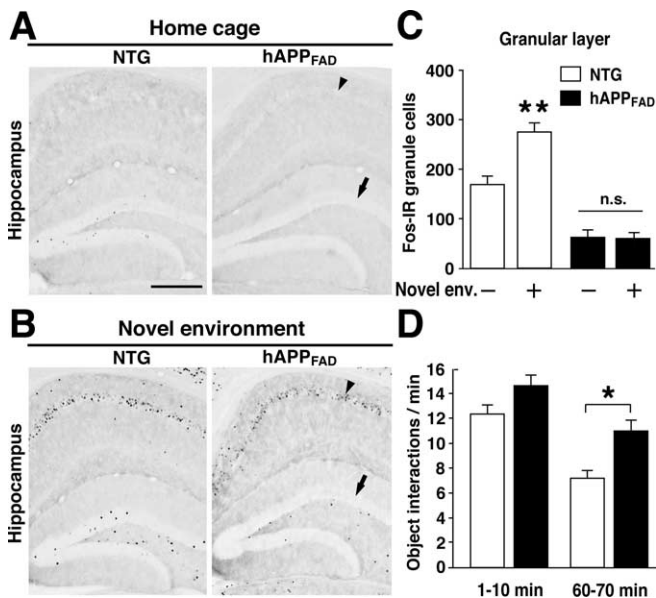 A
Home cage
NTG hAPPFAD
Hippocampus
B
Novel environment
NTG hAPPFAD
Hippocampus
C
Granular layer
NTG
hAPPFAD
Fos-IR granule cells
400
300
200
100
0
**
n.s.
Novel env. – + – +
D
Object interactions / min
16
14
12
10
8
6
4
2
0
*
1-10 min 60-70 min